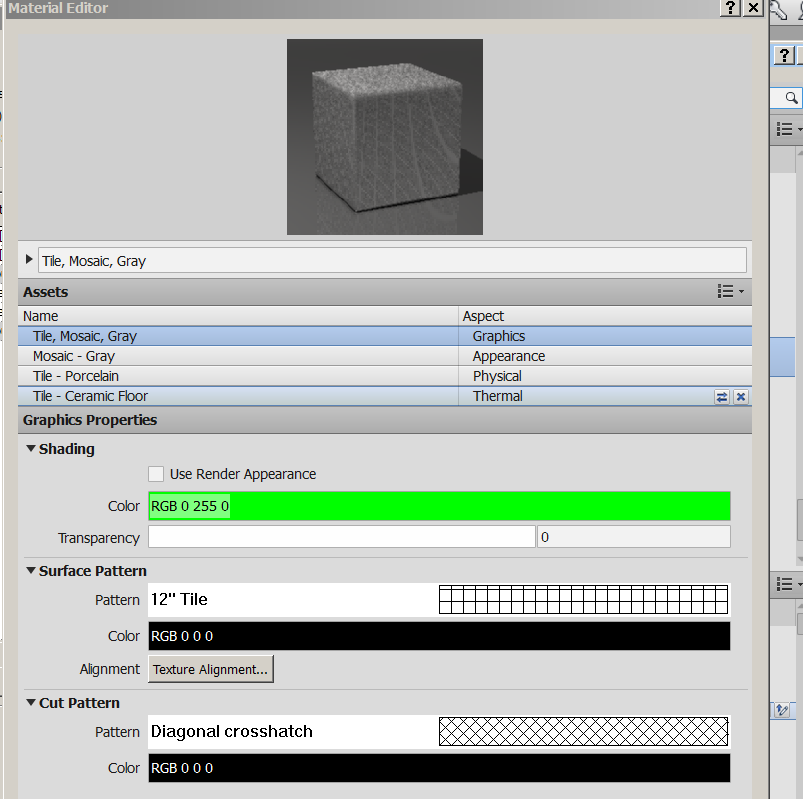 Material Editor
?
?
Tile, Mosaic, Gray
Assets
Name Aspect
Tile, Mosaic, Gray Graphics
Mosaic - Gray Appearance
Tile - Porcelain Physical
Tile - Ceramic Floor Thermal
Graphics Properties
Shading
Use Render Appearance
Color RGB 0 255 0
Transparency 0
Surface Pattern
Pattern 12" Tile
Color RGB 0 0 0
Alignment Texture Alignment...
Cut Pattern
Pattern Diagonal crosshatch
Color RGB 0 0 0